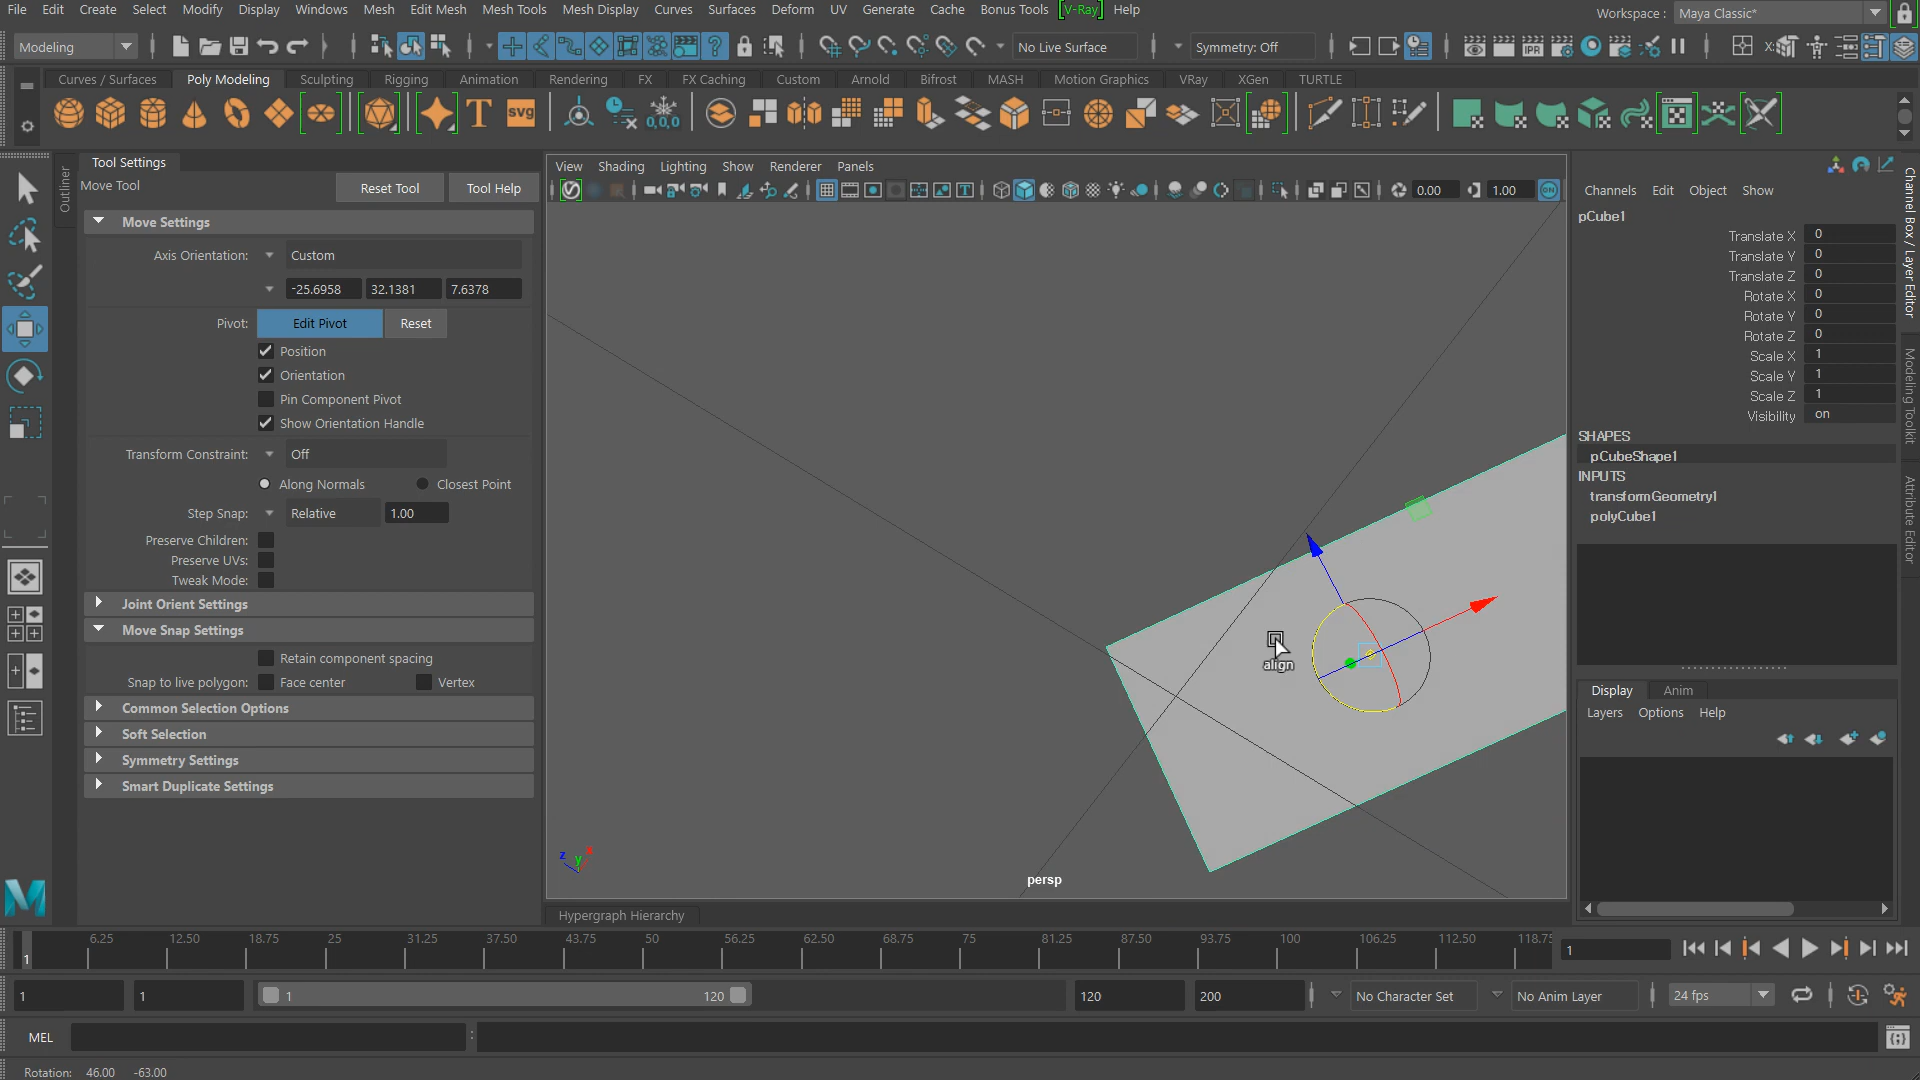 File Edit Create Select Modify Display Windows Mesh Edit Mesh Mesh Tools Mesh Display Curves Surfaces Deform UV Generate Cache Bonus Tools [V-Ray] Help
Workspace : Maya Classic*
Modeling No Live Surface Symmetry: Off IPR
Curves / Surfaces Poly Modeling Sculpting Rigging Animation Rendering FX FX Caching Custom Arnold Bifrost MASH Motion Graphics VRay XGen TURTLE
T SVG 0,0,0
Outliner
Tool Settings
Move Tool Reset Tool Tool Help
Move Settings
Axis Orientation: Custom
-25.6958 32.1381 7.6378
Pivot: Edit Pivot Reset
Position
Orientation
Pin Component Pivot
Show Orientation Handle
Transform Constraint: Off
Along Normals Closest Point
Step Snap: Relative 1.00
Preserve Children:
Preserve UVs:
Tweak Mode:
Joint Orient Settings
Move Snap Settings
Retain component spacing
Snap to live polygon: Face center Vertex
Common Selection Options
Soft Selection
Symmetry Settings
Smart Duplicate Settings
View Shading Lighting Show Renderer Panels
0.00 1.00 ON
align
z y x
persp
Hypergraph Hierarchy
Channels Edit Object Show
pCube1
Translate X 0
Translate Y 0
Translate Z 0
Rotate X 0
Rotate Y 0
Rotate Z 0
Scale X 1
Scale Y 1
Scale Z 1
Visibility on
SHAPES
pCubeShape1
INPUTS
transformGeometry1
polyCube1
Channel Box / Layer Editor
Modeling Toolkit
Attribute Editor
Display Anim
Layers Options Help
6.25 12.50 18.75 25 31.25 37.50 43.75 50 56.25 62.50 68.75 75 81.25 87.50 93.75 100 106.25 112.50 118.75
1 1
1 1 1 120 120 200 No Character Set No Anim Layer 24 fps
MEL :
Rotation: 46.00 -63.00